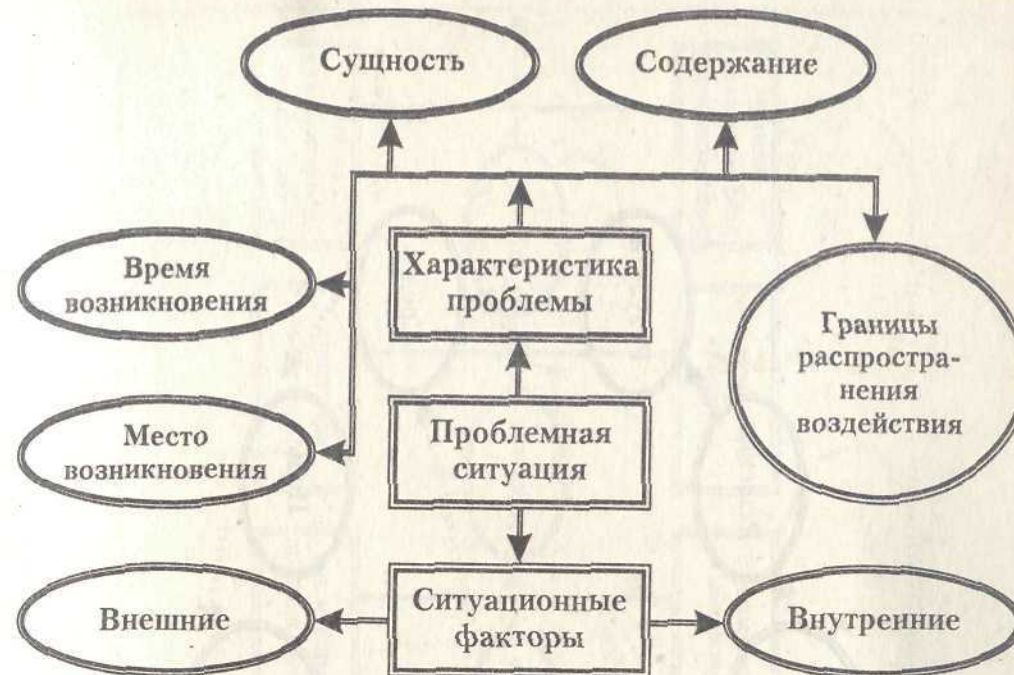 Сущность
Содержание
Время
возникновения
Характеристика
проблемы
Границы
распростра-
нения
воздействия
Место
возникновения
Проблемная
ситуация
Внешние
Ситуационные
факторы
Внутренние